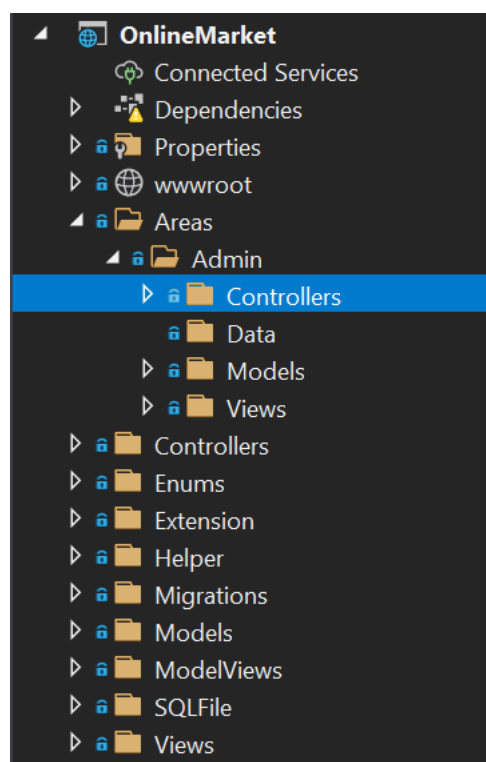 OnlineMarket
Connected Services
Dependencies
Properties
wwwroot
Areas
Admin
Controllers
Data
Models
Views
Controllers
Enums
Extension
Helper
Migrations
Models
ModelViews
SQLFile
Views